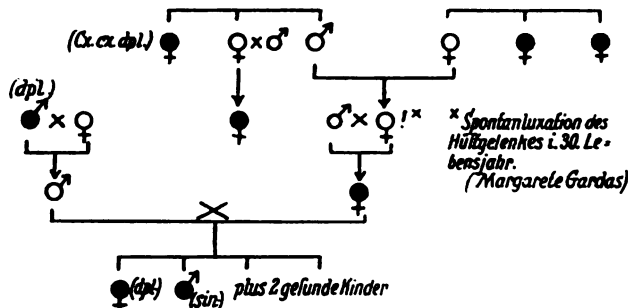 (Cx. cx dpl.)
(dpl.)
! x
x Spontanluxation des
Hüftgelenkes i. 30. Le=
bensjahr.
(Margarete Gardas)
(dpl.)
(sin.)
plus 2 gesunde Kinder